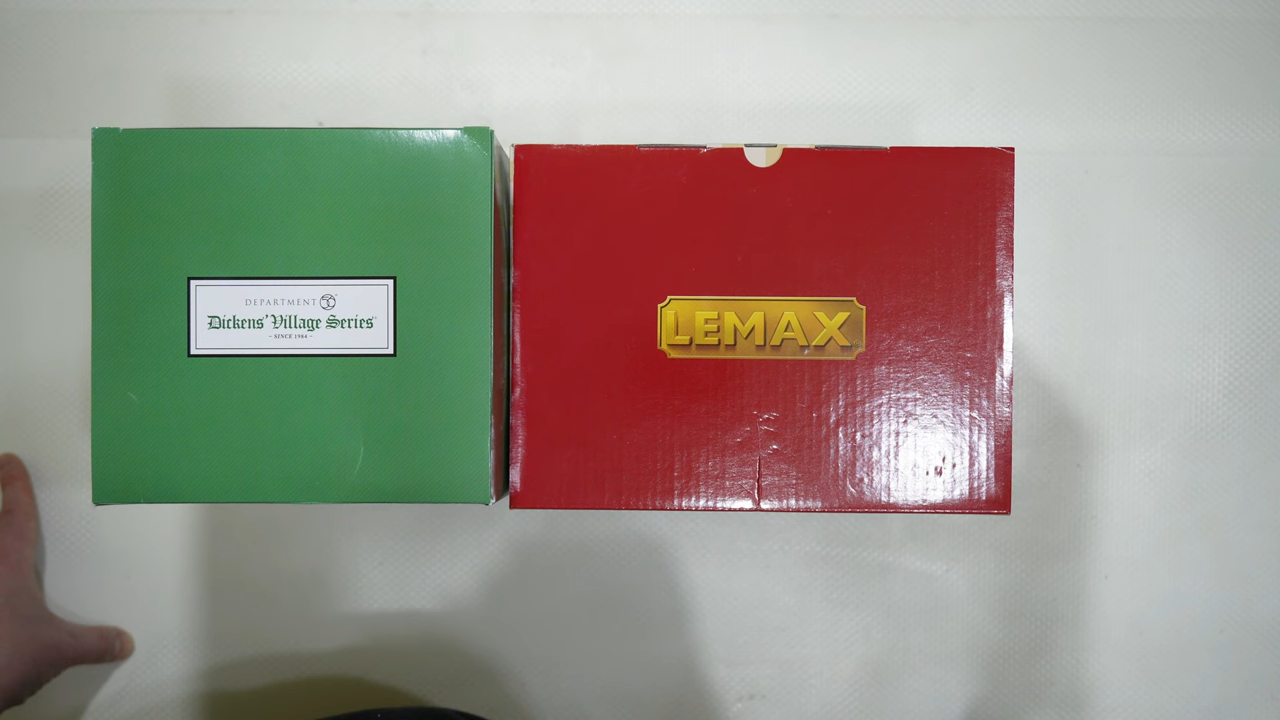 DEPARTMENT 56
Dickens' Village Series
~ SINCE 1984 ~
LEMAX